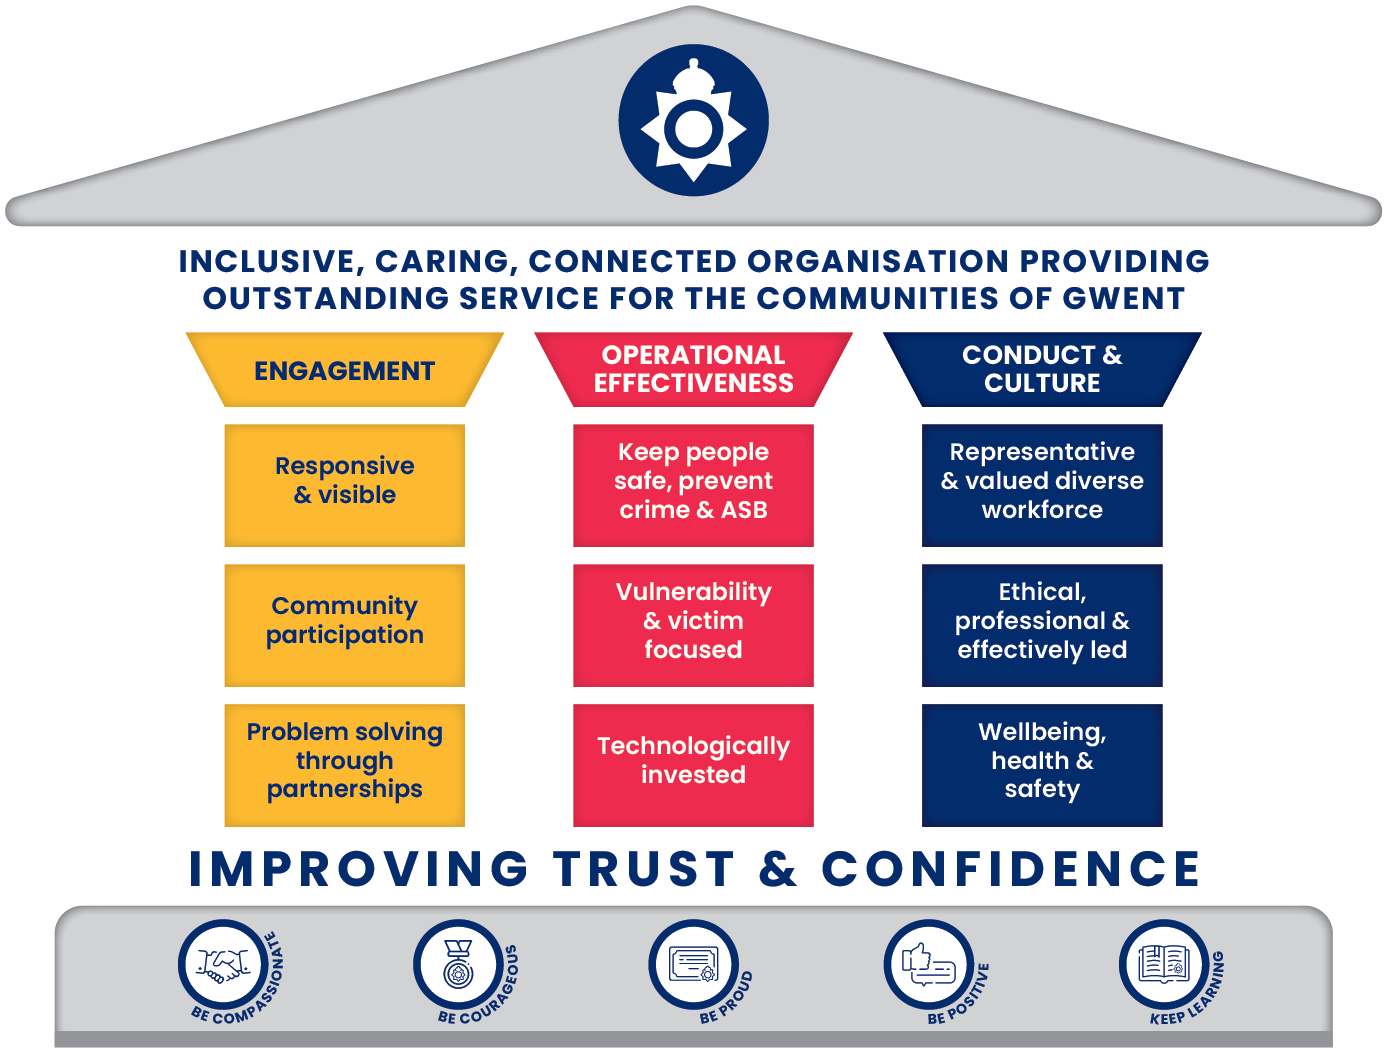 INCLUSIVE, CARING, CONNECTED ORGANISATION PROVIDING
OUTSTANDING SERVICE FOR THE COMMUNITIES OF GWENT
ENGAGEMENT
Responsive
& visible
Community
participation
Problem solving
through
partnerships
OPERATIONAL
EFFECTIVENESS
Keep people
safe, prevent
crime & ASB
Vulnerability
& victim
focused
Technologically
invested
CONDUCT &
CULTURE
Representative
& valued diverse
workforce
Ethical,
professional &
effectively led
Wellbeing,
health &
safety
IMPROVING TRUST & CONFIDENCE
BE COMPASSIONATE
BE COURAGEOUS
BE PROUD
BE POSITIVE
KEEP LEARNING